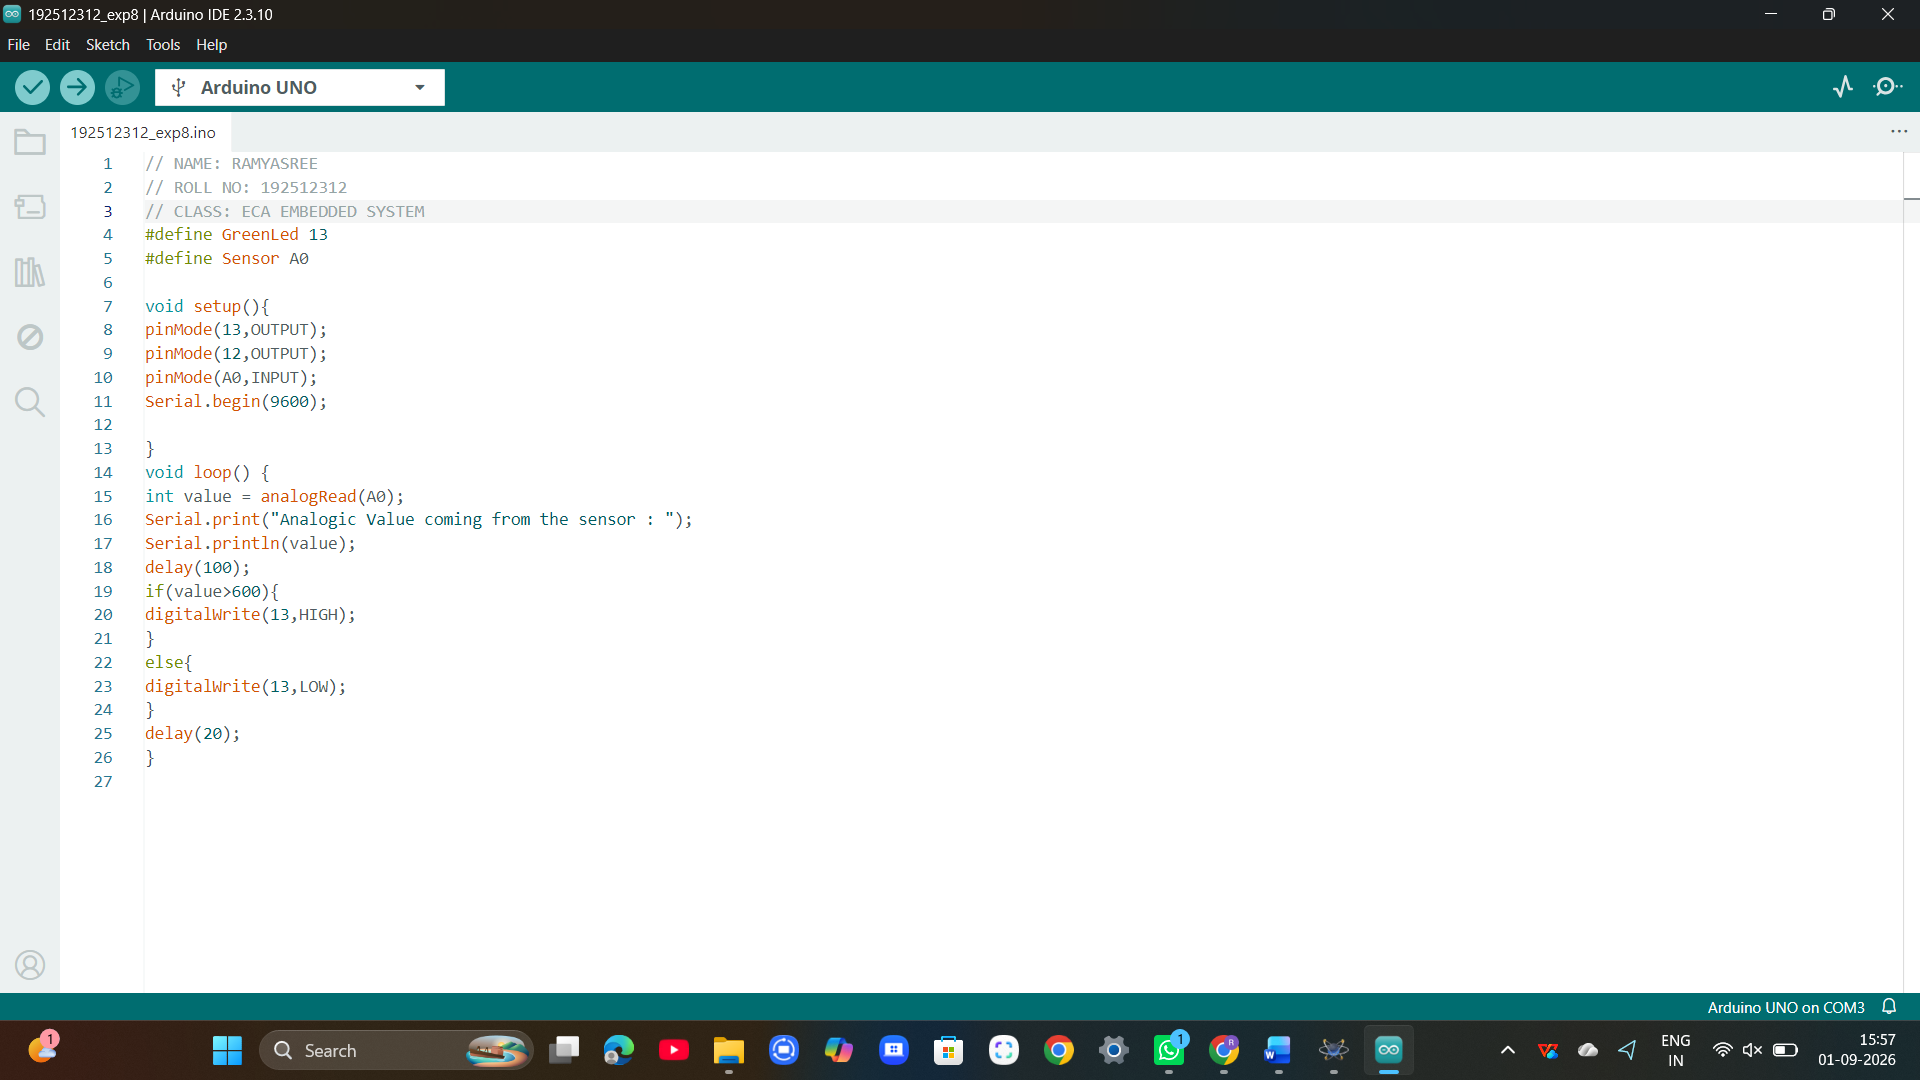 192512312_exp8 | Arduino IDE 2.3.10
File Edit Sketch Tools Help
Arduino UNO
192512312_exp8.ino
1 // NAME: RAMYASREE
2 // ROLL NO: 192512312
3 // CLASS: ECA EMBEDDED SYSTEM
4 #define GreenLed 13
5 #define Sensor A0
6
7 void setup(){
8 pinMode(13,OUTPUT);
9 pinMode(12,OUTPUT);
10 pinMode(A0,INPUT);
11 Serial.begin(9600);
12
13 }
14 void loop() {
15 int value = analogRead(A0);
16 Serial.print("Analogic Value coming from the sensor : ");
17 Serial.println(value);
18 delay(100);
19 if(value>600){
20 digitalWrite(13,HIGH);
21 }
22 else{
23 digitalWrite(13,LOW);
24 }
25 delay(20);
26 }
27
Arduino UNO on COM3
1
Search
1
R
W
ENG
IN
15:57
01-09-2026